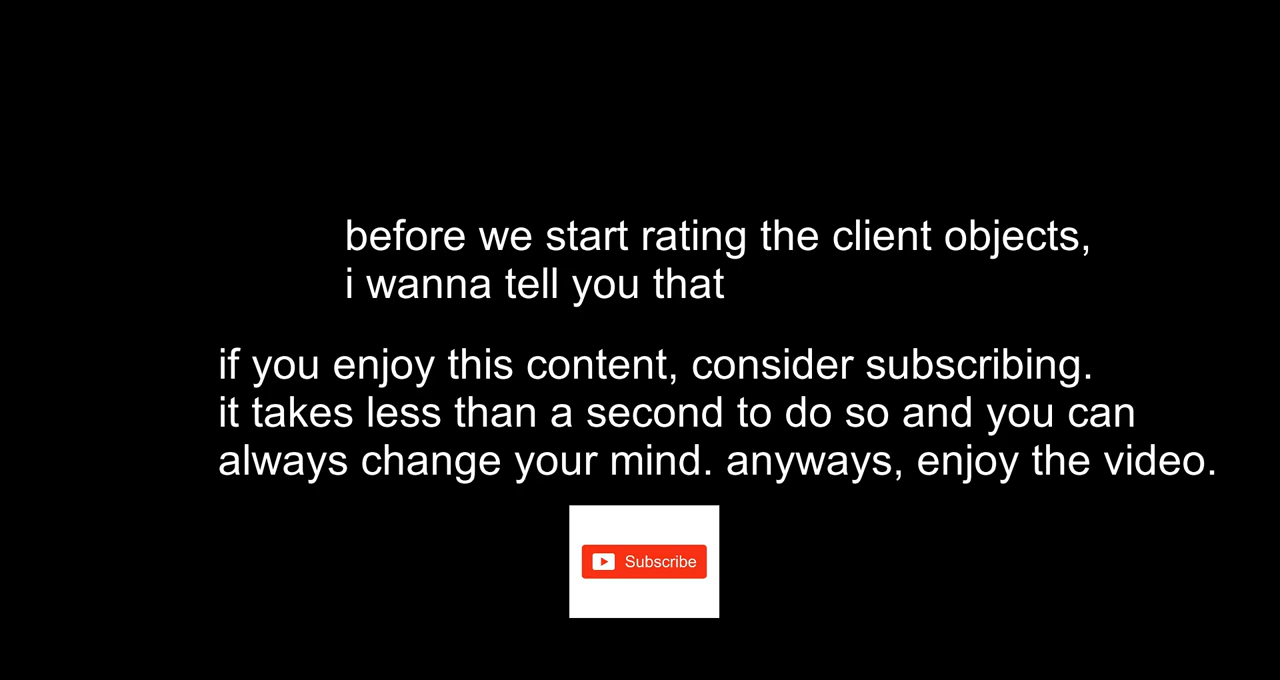 before we start rating the client objects,
i wanna tell you that
if you enjoy this content, consider subscribing.
it takes less than a second to do so and you can
always change your mind. anyways, enjoy the video.
Subscribe